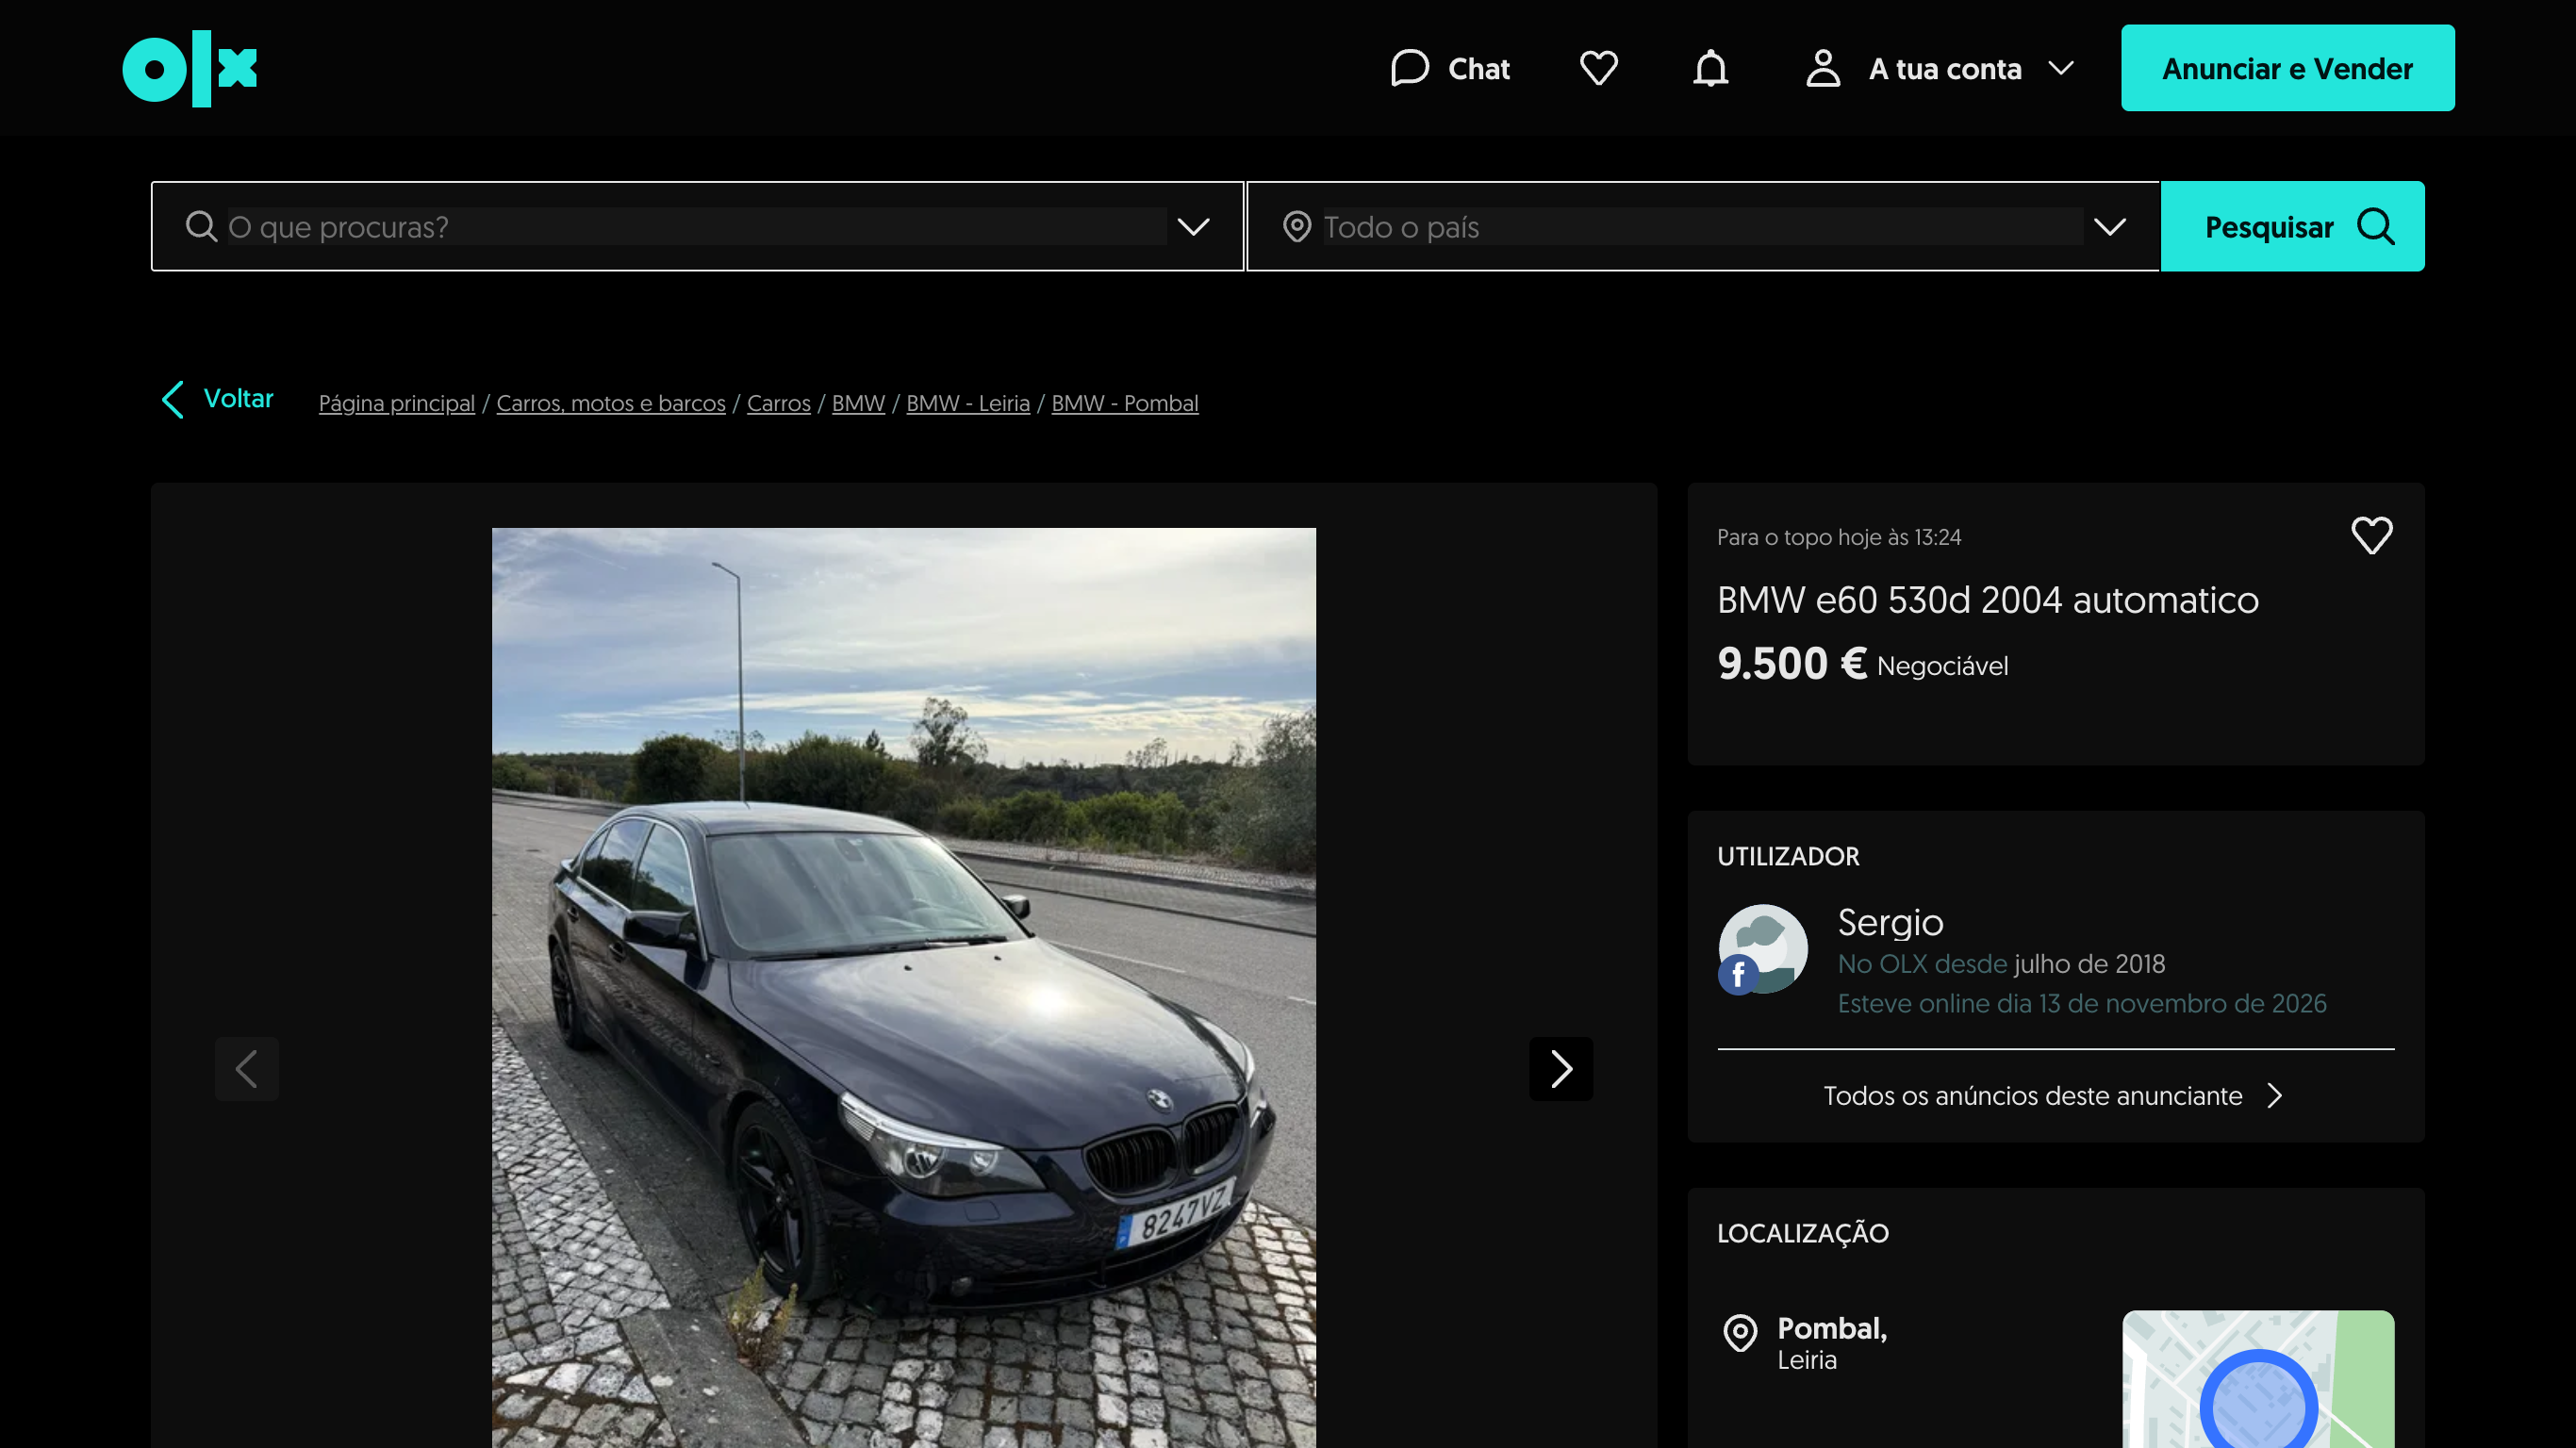 olx
Chat
A tua conta
Anunciar e Vender
O que procuras?
Todo o país
Pesquisar
Voltar
Página principal / Carros, motos e barcos / Carros / BMW / BMW - Leiria / BMW - Pombal
Para o topo hoje às 13:24
BMW e60 530d 2004 automatico
9.500 € Negociável
UTILIZADOR
Sergio
No OLX desde julho de 2018
Esteve online dia 13 de novembro de 2026
Todos os anúncios deste anunciante
8247VZ
LOCALIZAÇÃO
Pombal,
Leiria